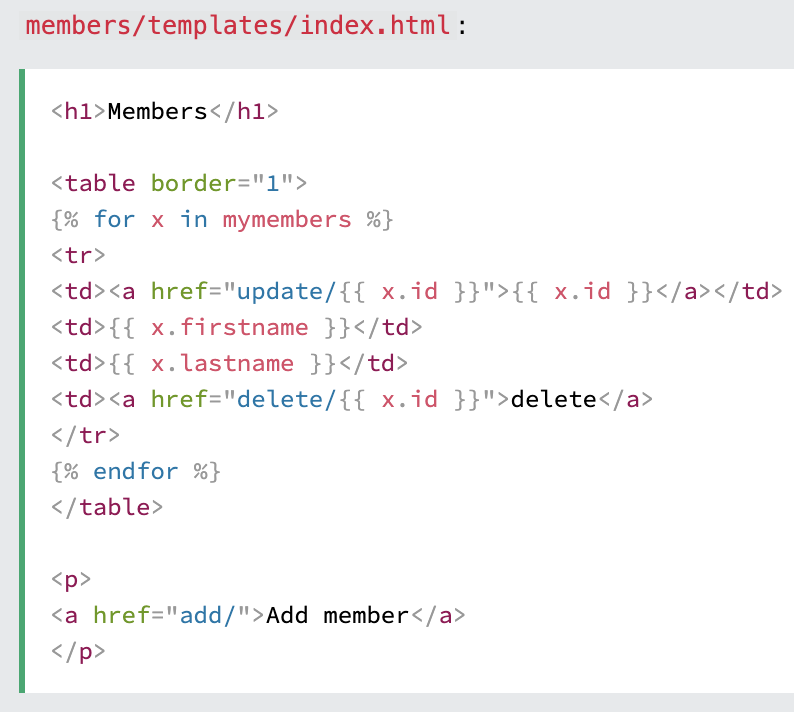 members/templates/index.html:
<h1>Members</h1>
<table border="1">
{% for x in mymembers %}
<tr>
<td><a href="update/{{ x.id }}">{{ x.id }}</a></td>
<td>{{ x.firstname }}</td>
<td>{{ x.lastname }}</td>
<td><a href="delete/{{ x.id }}">delete</a>
</tr>
{% endfor %}
</table>
<p>
<a href="add/">Add member</a>
</p>